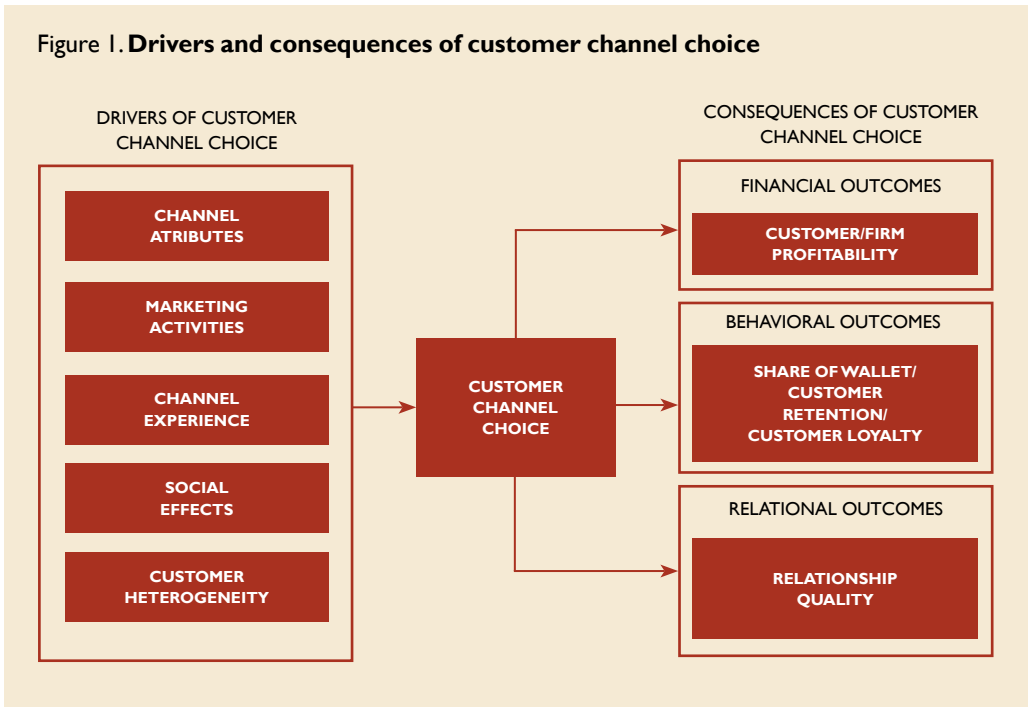 Figure 1. Drivers and consequences of customer channel choice
DRIVERS OF CUSTOMER
CHANNEL CHOICE
CHANNEL
ATRIBUTES
MARKETING
ACTIVITIES
CHANNEL
EXPERIENCE
SOCIAL
EFFECTS
CUSTOMER
HETEROGENEITY
CUSTOMER
CHANNEL
CHOICE
CONSEQUENCES OF CUSTOMER
CHANNEL CHOICE
FINANCIAL OUTCOMES
CUSTOMER/FIRM
PROFITABILITY
BEHAVIORAL OUTCOMES
SHARE OF WALLET/
CUSTOMER
RETENTION/
CUSTOMER LOYALTY
RELATIONAL OUTCOMES
RELATIONSHIP
QUALITY